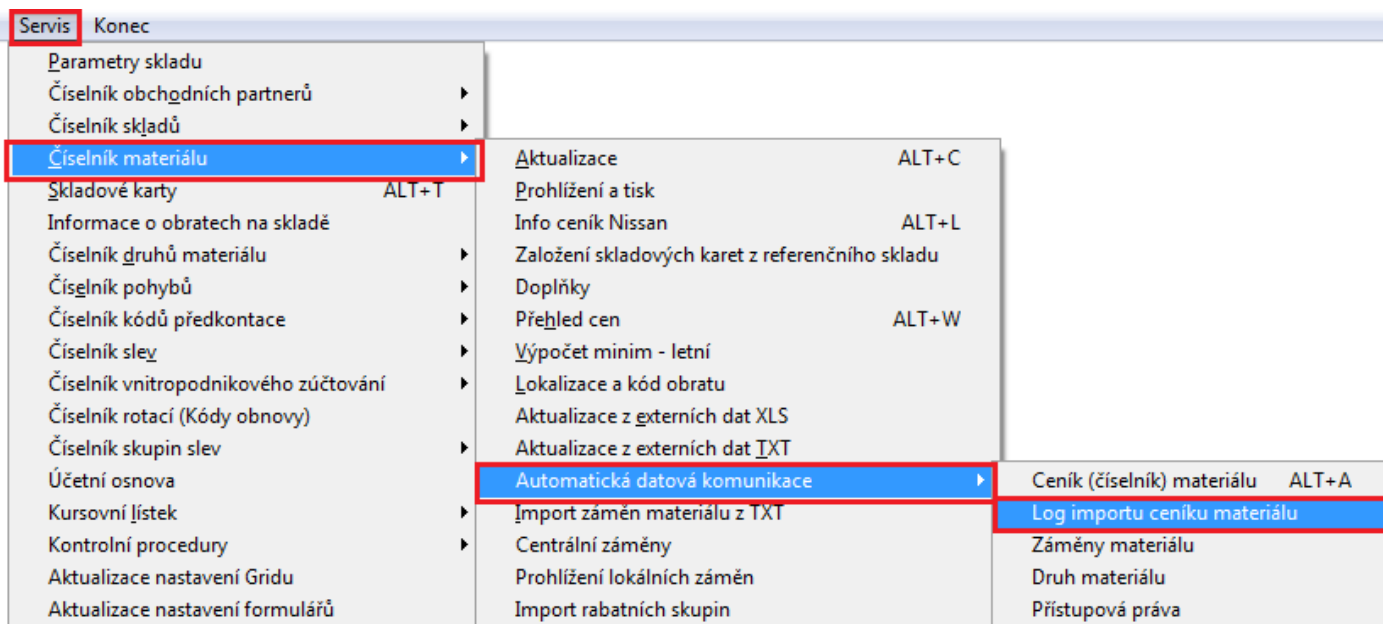 Servis Konec
Parametry skladu
Číselník obchodních partnerů
Číselník skladů
Číselník materiálu
Skladové karty ALT+T
Informace o obratech na skladě
Číselník druhů materiálu
Číselník pohybů
Číselník kódů předkontace
Číselník slev
Číselník vnitropodnikového zúčtování
Číselník rotací (Kódy obnovy)
Číselník skupin slev
Účetní osnova
Kursovní lístek
Kontrolní procedury
Aktualizace nastavení Gridu
Aktualizace nastavení formulářů
Aktualizace ALT+C
Prohlížení a tisk
Info ceník Nissan ALT+L
Založení skladových karet z referenčního skladu
Doplňky
Přehled cen ALT+W
Výpočet minim - letní
Lokalizace a kód obratu
Aktualizace z externích dat XLS
Aktualizace z externích dat TXT
Automatická datová komunikace
Import záměn materiálu z TXT
Centrální záměny
Prohlížení lokálních záměn
Import rabatních skupin
Ceník (číselník) materiálu ALT+A
Log importu ceníku materiálu
Záměny materiálu
Druh materiálu
Přístupová práva